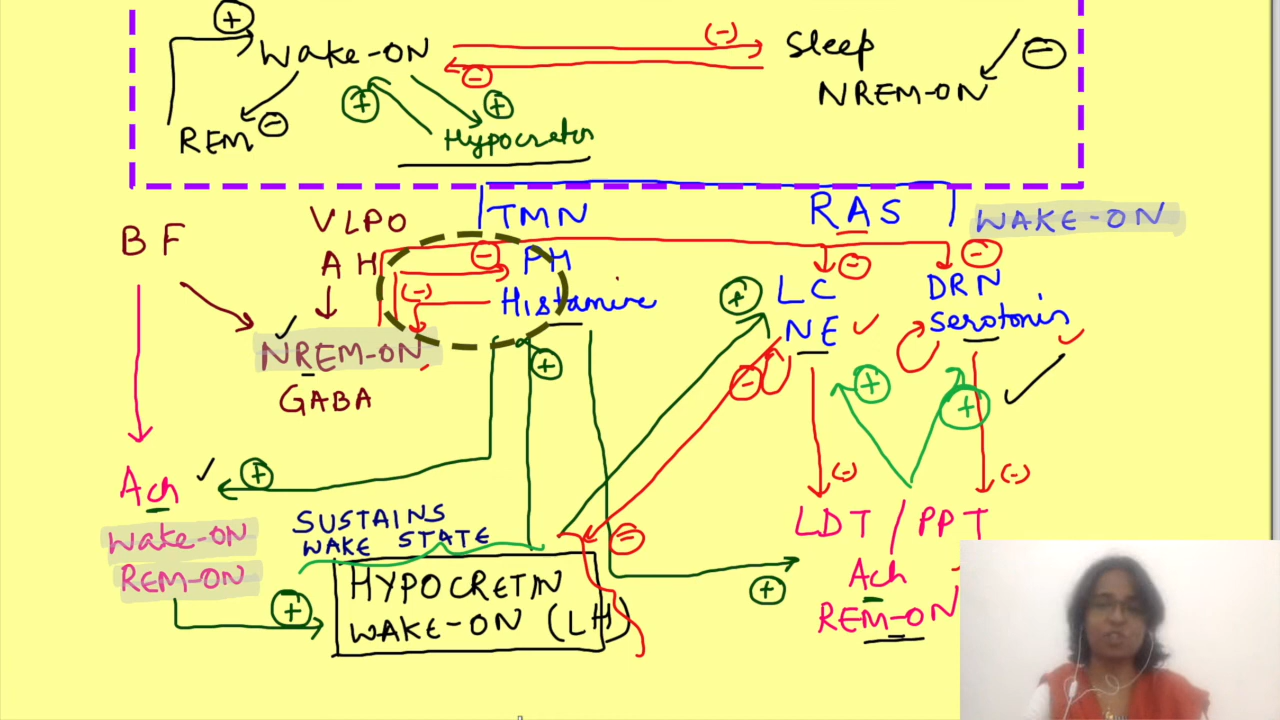 (+)
Wake-ON
(-)
(-)
Sleep
(-)
NREM-ON
(+)
(+)
REM (-)
Hypocretin
VLPO
TMN
RAS
WAKE-ON
BF
AH
(-)
PH
(-)
(-)
(-)
Histamine
LC
DRN
(+)
NE
Serotonin
NREM-ON
(+)
(-)
(+)
(+)
GABA
Ach
(+)
(-)
(-)
Wake-ON
REM-ON
SUSTAINS
WAKE STATE
(=)
LDT / PPT
(+)
HYPOCRETIN
WAKE-ON (LH)
(+)
Ach
REM-ON